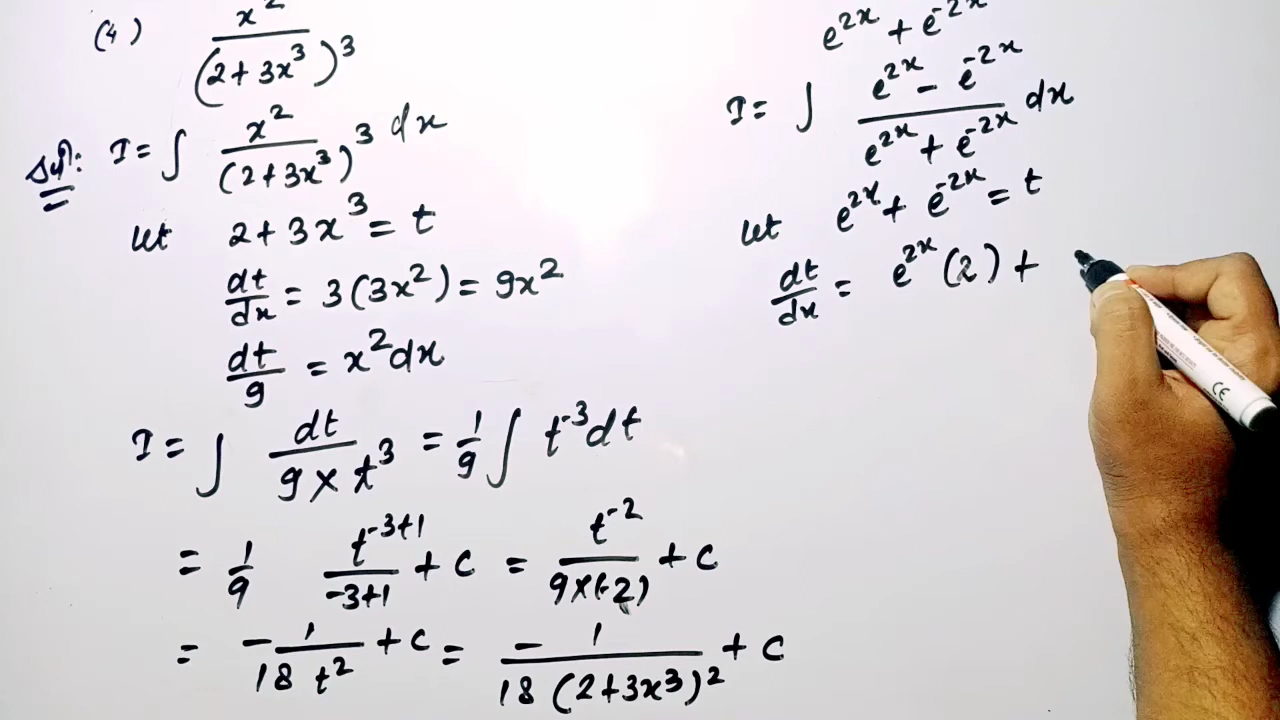 (4) x² / (2+3x³)³
Sol: I = ∫ x² / (2+3x³)³ dx
let 2+3x³ = t
dt/dx = 3(3x²) = 9x²
dt/9 = x²dx
I = ∫ dt / 9×t³ = 1/9 ∫ t⁻³dt
= 1/9 t⁻³⁺¹ / -3+1 + c = t⁻² / 9×(-2) + c
= -1 / 18 t² + c = -1 / 18 (2+3x³)² + c
e²ˣ + e⁻²ˣ
I = ∫ e²ˣ - e⁻²ˣ / e²ˣ + e⁻²ˣ dx
let e²ˣ + e⁻²ˣ = t
dt/dx = e²ˣ(2) +
CE